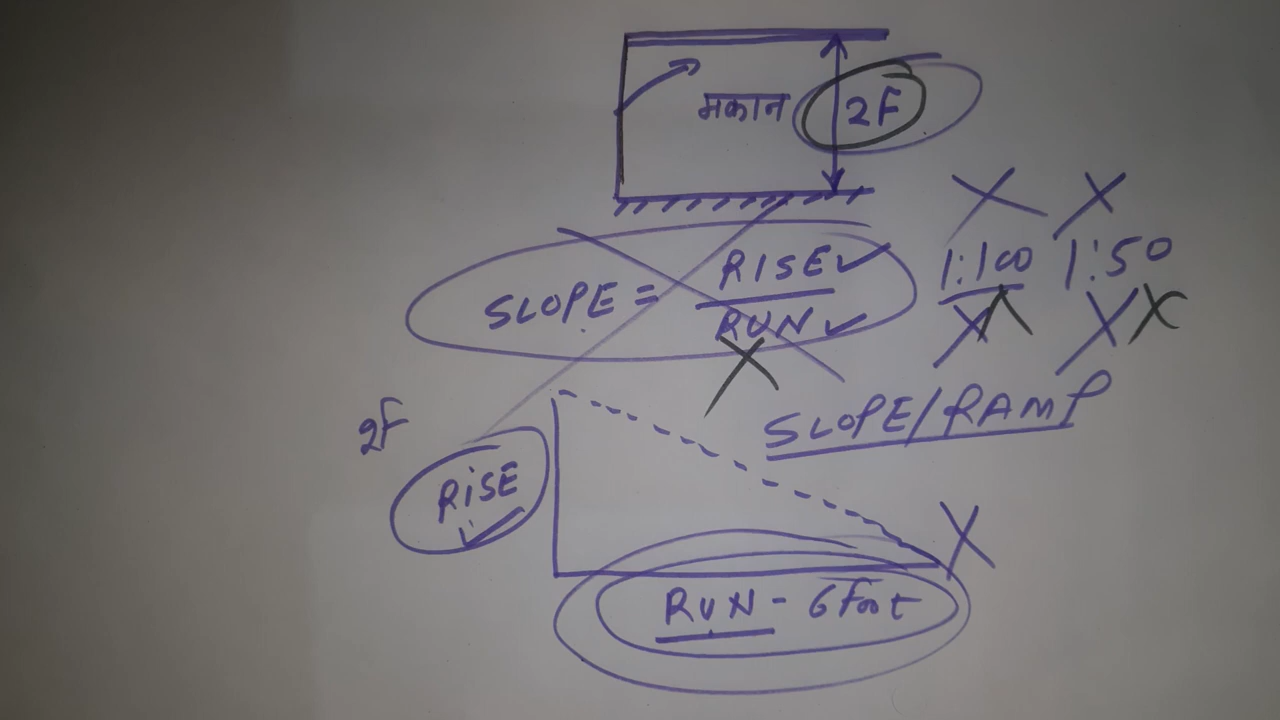 मकान 2F
SLOPE = RISE
RUN
1:100 1:50
SLOPE/RAMP
2F
RISE
RUN - 6 Foot